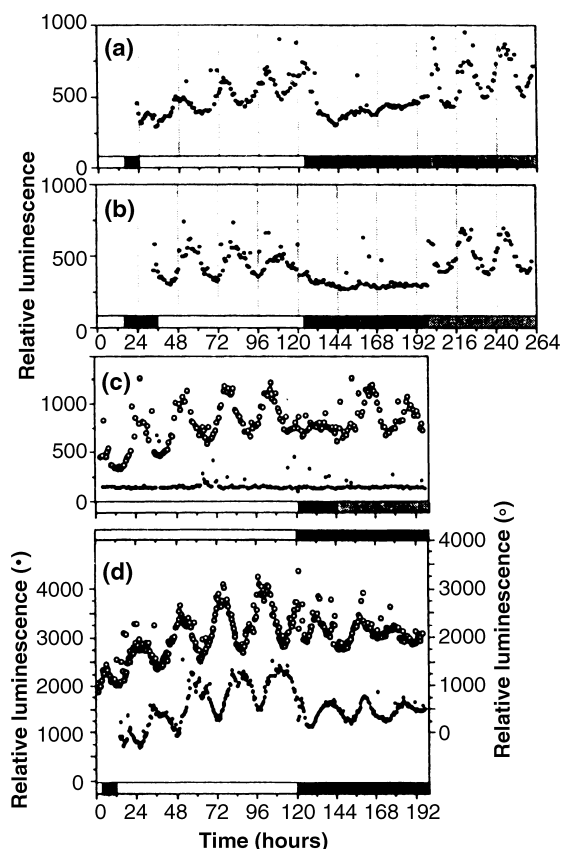 1000
(a)
500
0
1000
(b)
500
0
0 24 48 72 96 120 144 168 192 216 240 264
Relative luminescence
(c)
1000
500
0
(d)
4000
3000
2000
1000
0
Relative luminescence (•)
4000
3000
2000
1000
0
Relative luminescence (○)
0 24 48 72 96 120 144 168 192
Time (hours)